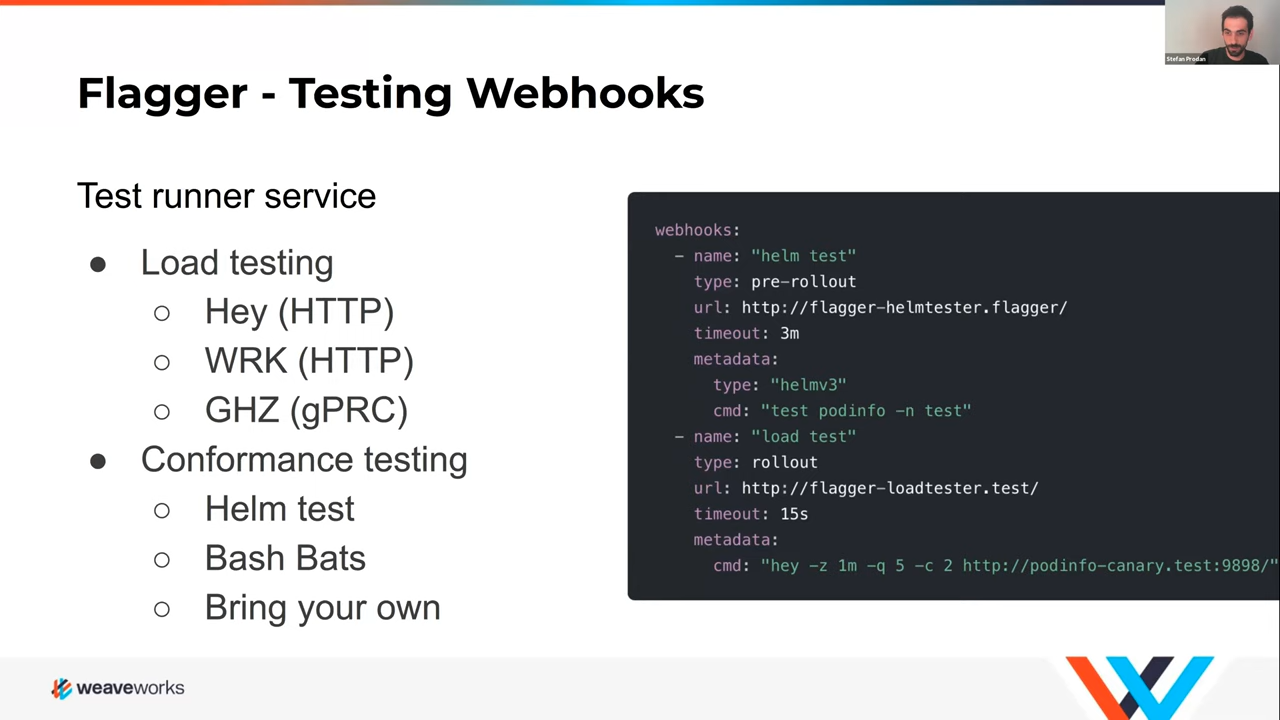 Stefan Prodan
Flagger - Testing Webhooks
Test runner service
● Load testing
○ Hey (HTTP)
○ WRK (HTTP)
○ GHZ (gPRC)
● Conformance testing
○ Helm test
○ Bash Bats
○ Bring your own
webhooks:
  - name: "helm test"
    type: pre-rollout
    url: http://flagger-helmtester.flagger/
    timeout: 3m
    metadata:
      type: "helmv3"
      cmd: "test podinfo -n test"
  - name: "load test"
    type: rollout
    url: http://flagger-loadtester.test/
    timeout: 15s
    metadata:
      cmd: "hey -z 1m -q 5 -c 2 http://podinfo-canary.test:9898/"
weaveworks